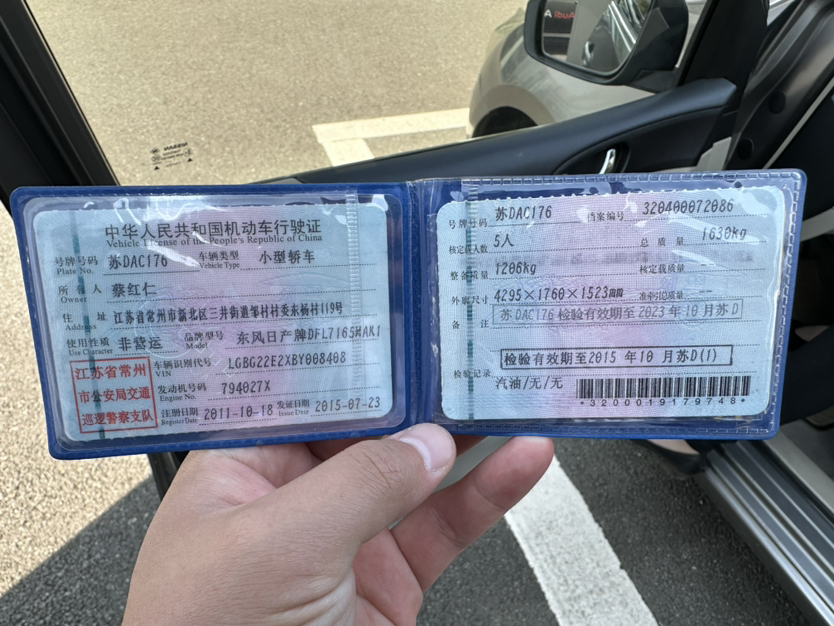 中华人民共和国机动车行驶证
Vehicle License of the People's Republic of China
号牌号码 苏DAC176 车辆类型 小型轿车
Plate No. Vehicle Type
所有人 蔡红仁
Owner
住址 江苏省常州市新北区三井街道邹村村委东杨村119号
Address
使用性质 非营运 品牌型号 东风日产牌DFL7165MAK1
Use Character Model
江苏省常州
市公安局交通
巡逻警察支队
车辆识别代号 LGBG22E2XBY008408
VIN
发动机号码 794027X
Engine No.
注册日期 2011-10-18 发证日期 2015-07-23
Register Date Issue Date
号牌号码 苏DAC176 档案编号 320400072086
核定载人数 5人 总质量 1630kg
整备质量 1206kg 核定载质量 --
外廓尺寸 4295×1760×1523mm 准牵引总质量 --
备注 苏DAC176 检验有效期至2023年10月苏D
检验有效期至2015 年10 月苏D(1)
检验记录
汽油/无/无
*3200019179748*
NISSAN
Audi A